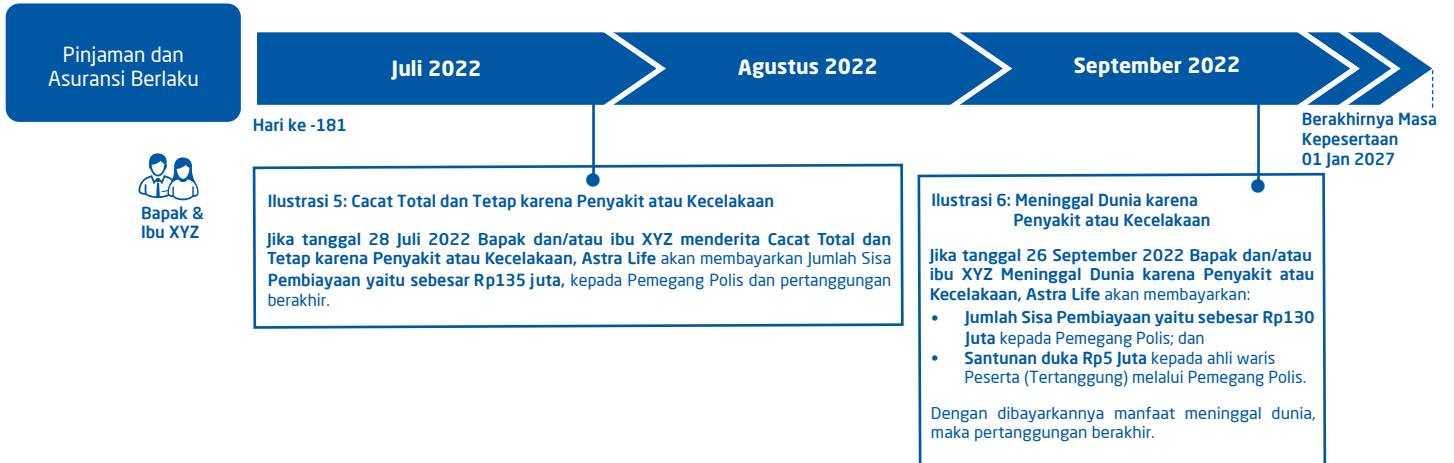 Pinjaman dan
Asuransi Berlaku
Juli 2022
Agustus 2022
September 2022
Hari ke -181
Berakhirnya Masa
Kepesertaan
01 Jan 2027
Bapak &
Ibu XYZ
Ilustrasi 5: Cacat Total dan Tetap karena Penyakit atau Kecelakaan
Jika tanggal 28 Juli 2022 Bapak dan/atau ibu XYZ menderita Cacat Total dan
Tetap karena Penyakit atau Kecelakaan, Astra Life akan membayarkan Jumlah Sisa
Pembiayaan yaitu sebesar Rp135 juta, kepada Pemegang Polis dan pertanggungan
berakhir.
Ilustrasi 6: Meninggal Dunia karena
Penyakit atau Kecelakaan
Jika tanggal 26 September 2022 Bapak dan/atau
ibu XYZ Meninggal Dunia karena Penyakit atau
Kecelakaan, Astra Life akan membayarkan:
• Jumlah Sisa Pembiayaan yaitu sebesar Rp130
Juta kepada Pemegang Polis; dan
• Santunan duka Rp5 Juta kepada ahli waris
Peserta (Tertanggung) melalui Pemegang Polis.
Dengan dibayarkannya manfaat meninggal dunia,
maka pertanggungan berakhir.